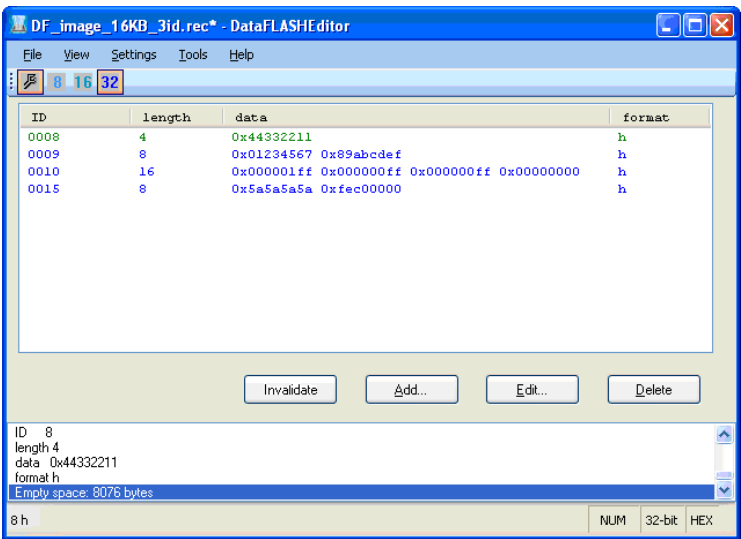 DF_image_16KB_3id.rec* - DataFLASHEditor
File View Settings Tools Help
8 16 32
ID length data format
0008 4 0x44332211 h
0009 8 0x01234567 0x89abcdef h
0010 16 0x000001ff 0x000000ff 0x000000ff 0x00000000 h
0015 8 0x5a5a5a5a 0xfec00000 h
Invalidate Add... Edit... Delete
ID 8
length 4
data 0x44332211
format h
Empty space: 8076 bytes
8 h NUM 32-bit HEX